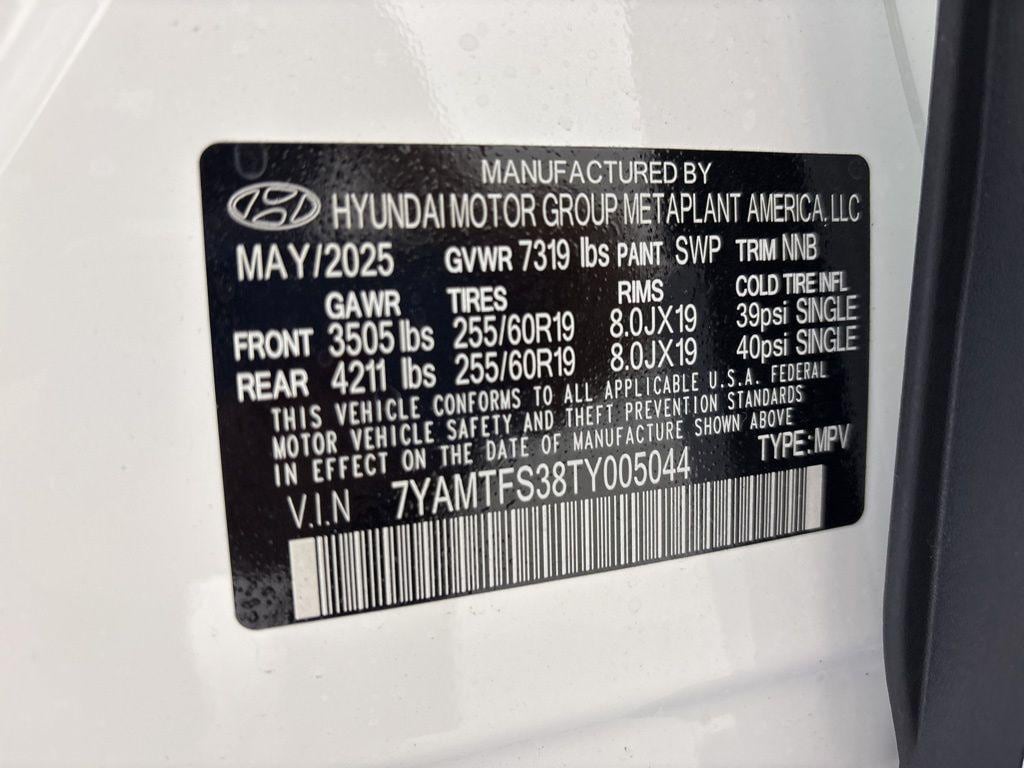 MANUFACTURED BY
HYUNDAI MOTOR GROUP METAPLANT AMERICA, LLC
MAY/2025 GVWR 7319 lbs PAINT SWP TRIM NNB
GAWR TIRES RIMS COLD TIRE INFL
FRONT 3505 lbs 255/60R19 8.0JX19 39psi SINGLE
REAR 4211 lbs 255/60R19 8.0JX19 40psi SINGLE
THIS VEHICLE CONFORMS TO ALL APPLICABLE U.S.A. FEDERAL
MOTOR VEHICLE SAFETY AND THEFT PREVENTION STANDARDS
IN EFFECT ON THE DATE OF MANUFACTURE SHOWN ABOVE
V.I.N 7YAMTFS38TY005044 TYPE:MPV